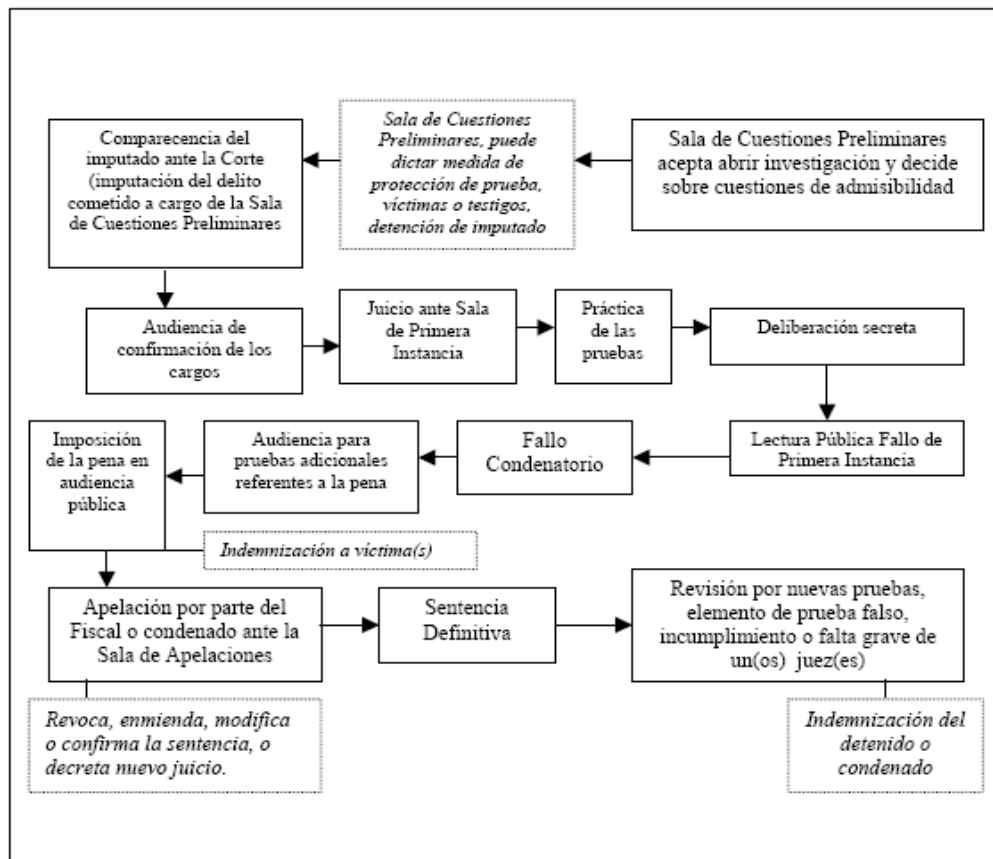 Sala de Cuestiones Preliminares
acepta abrir investigación y decide
sobre cuestiones de admisibilidad
Sala de Cuestiones
Preliminares, puede
dictar medida de
protección de prueba,
víctimas o testigos,
detención de imputado
Comparecencia del
imputado ante la Corte
(imputación del delito
cometido a cargo de la Sala
de Cuestiones Preliminares
Audiencia de
confirmación de los
cargos
Juicio ante Sala
de Primera
Instancia
Práctica
de las
pruebas
Deliberación secreta
Lectura Pública Fallo de
Primera Instancia
Fallo
Condenatorio
Audiencia para
pruebas adicionales
referentes a la pena
Imposición
de la pena en
audiencia
pública
Indemnización a víctima(s)
Apelación por parte del
Fiscal o condenado ante la
Sala de Apelaciones
Revoca, enmienda, modifica
o confirma la sentencia, o
decreta nuevo juicio.
Sentencia
Definitiva
Revisión por nuevas pruebas,
elemento de prueba falso,
incumplimiento o falta grave de
un(os) juez(es)
Indemnización del
detenido o
condenado